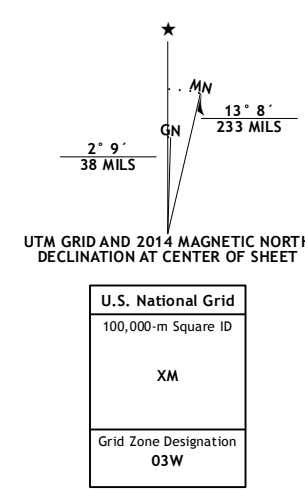 MN
GN
13° 8´
233 MILS
2° 9´
38 MILS
UTM GRID AND 2014 MAGNETIC NORTH
DECLINATION AT CENTER OF SHEET
U.S. National Grid
100,000-m Square ID
XM
Grid Zone Designation
03W